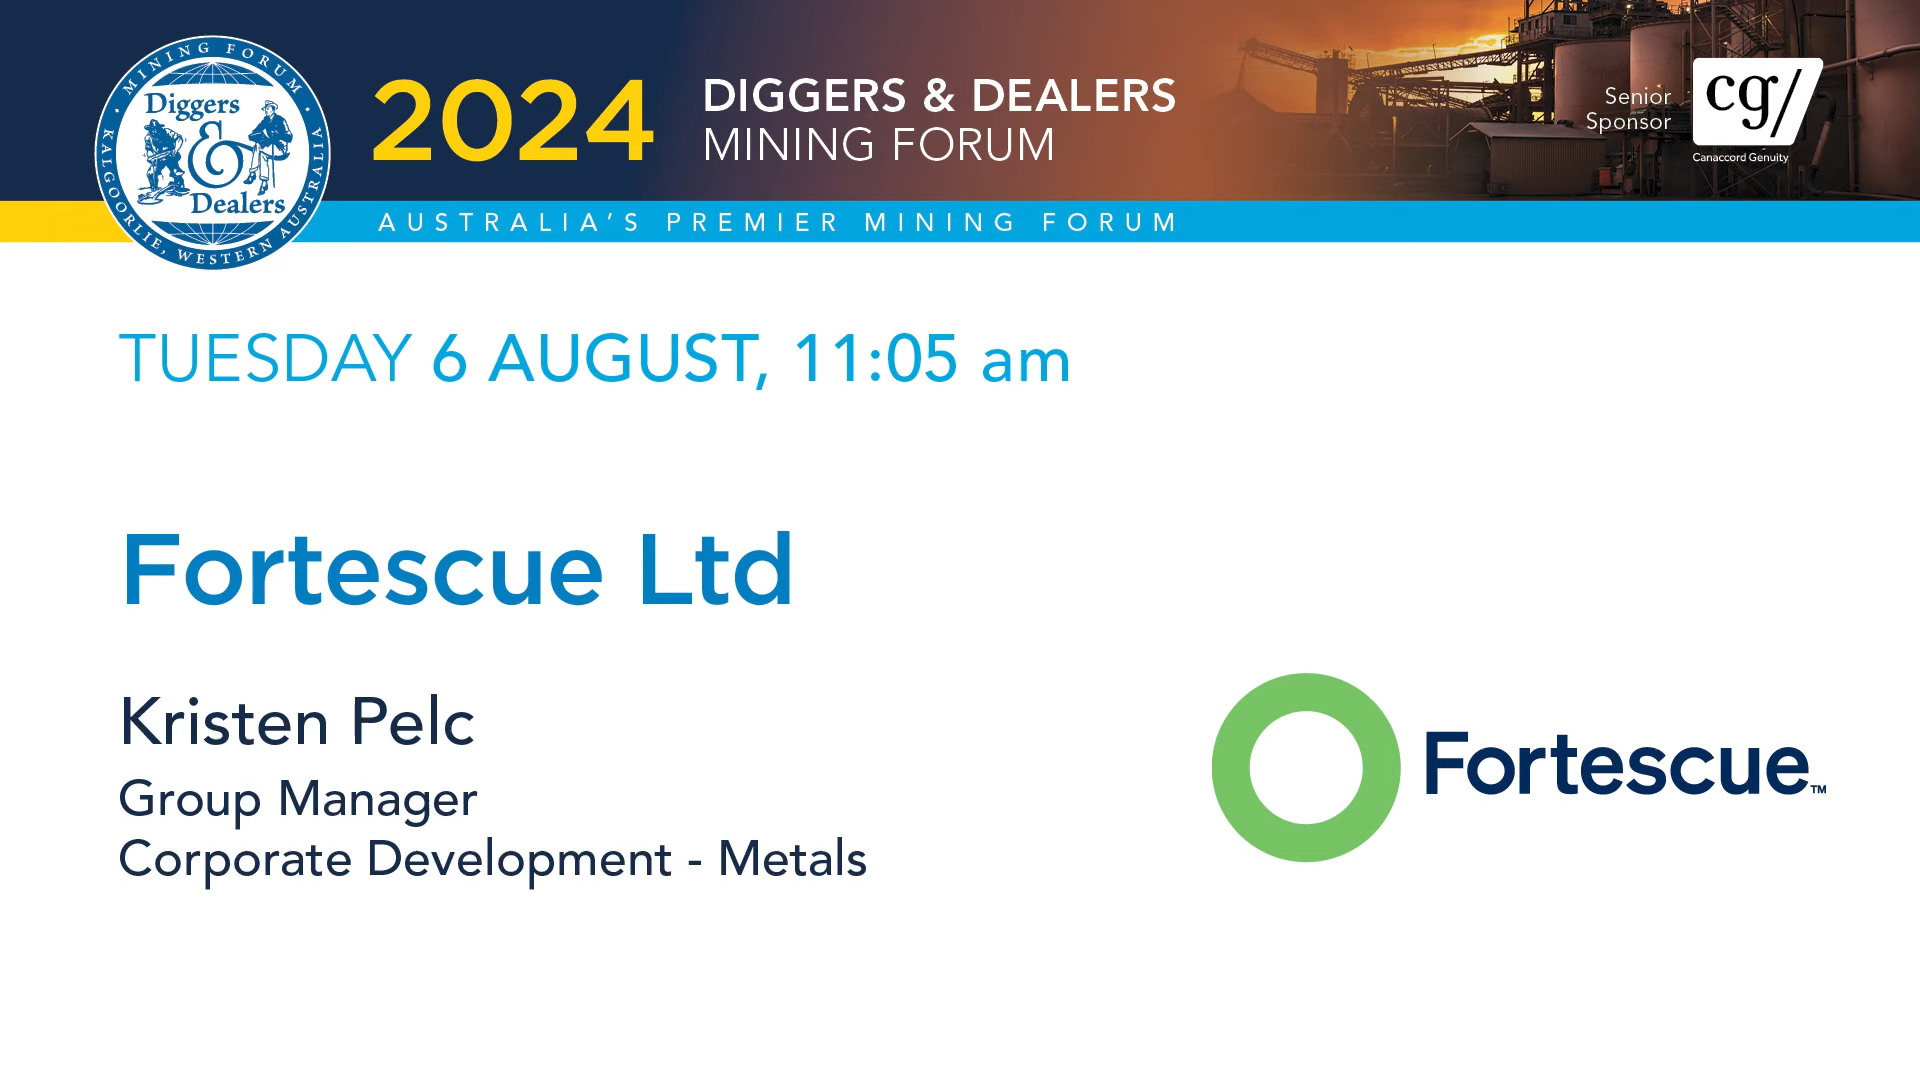 MINING FORUM
Diggers
&
Dealers
KALGOORLIE, WESTERN AUSTRALIA
2024
DIGGERS & DEALERS
MINING FORUM
Senior
Sponsor
cg/
Canaccord Genuity
AUSTRALIA’S PREMIER MINING FORUM
TUESDAY 6 AUGUST, 11:05 am
Fortescue Ltd
Kristen Pelc
Group Manager
Corporate Development - Metals
Fortescue™